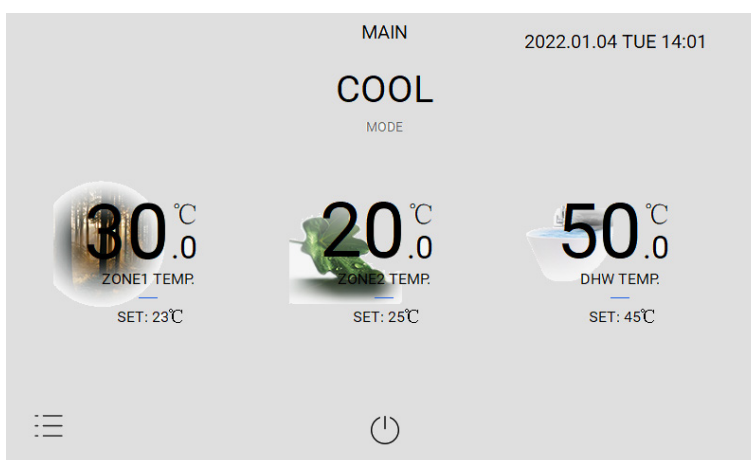 MAIN
2022.01.04 TUE 14:01
COOL
MODE
30.0℃
20.0℃
50.0℃
ZONE1 TEMP.
ZONE2 TEMP.
DHW TEMP.
SET: 23℃
SET: 25℃
SET: 45℃